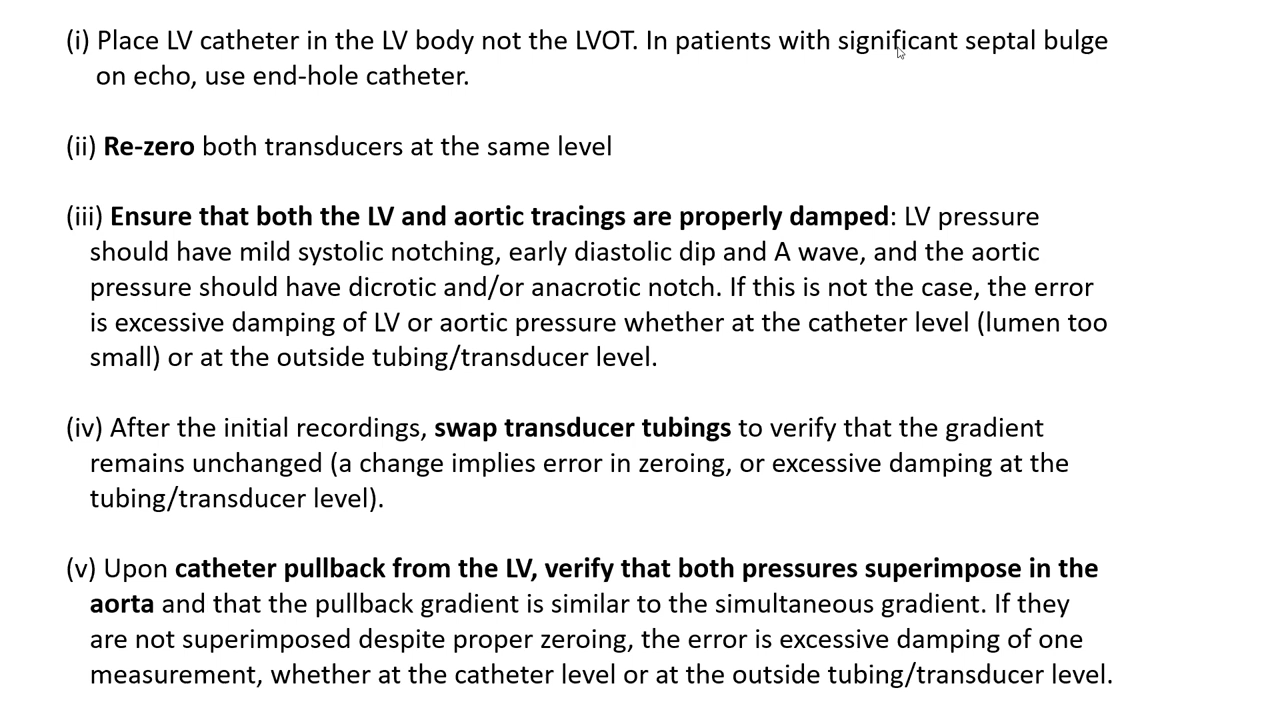 (i) Place LV catheter in the LV body not the LVOT. In patients with significant septal bulge
on echo, use end-hole catheter.
(ii) Re-zero both transducers at the same level
(iii) Ensure that both the LV and aortic tracings are properly damped: LV pressure
should have mild systolic notching, early diastolic dip and A wave, and the aortic
pressure should have dicrotic and/or anacrotic notch. If this is not the case, the error
is excessive damping of LV or aortic pressure whether at the catheter level (lumen too
small) or at the outside tubing/transducer level.
(iv) After the initial recordings, swap transducer tubings to verify that the gradient
remains unchanged (a change implies error in zeroing, or excessive damping at the
tubing/transducer level).
(v) Upon catheter pullback from the LV, verify that both pressures superimpose in the
aorta and that the pullback gradient is similar to the simultaneous gradient. If they
are not superimposed despite proper zeroing, the error is excessive damping of one
measurement, whether at the catheter level or at the outside tubing/transducer level.